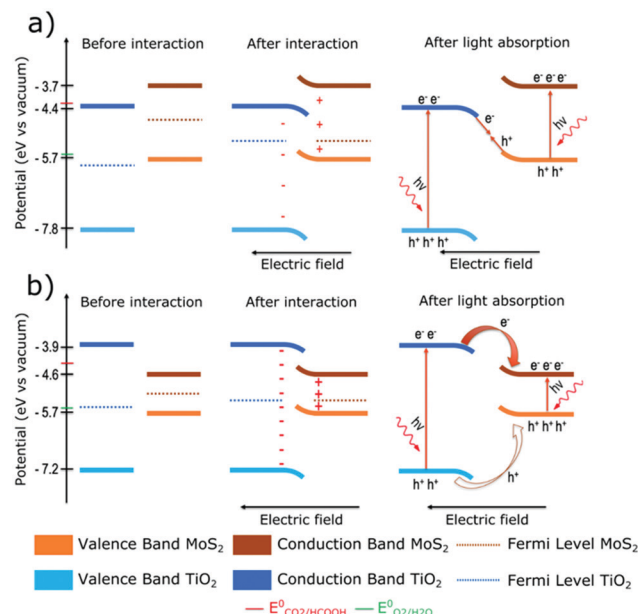 a)
Before interaction
After interaction
After light absorption
Potential (eV vs vacuum)
-3.7
-4.4
-5.7
-7.8
- - - -
+ + +
e- e-
e- e- e-
e-
h+
hν
hν
h+ h+
h+ h+ h+
Electric field
Electric field
b)
Before interaction
After interaction
After light absorption
Potential (eV vs vacuum)
-3.9
-4.6
-5.7
-7.2
- - - - - - - - -
+ + +
e- e-
e-
e- e- e-
hν
hν
h+ h+ h+
h+ h+
h+
Electric field
Electric field
Valence Band MoS2
Conduction Band MoS2
Fermi Level MoS2
Valence Band TiO2
Conduction Band TiO2
Fermi Level TiO2
E0CO2/HCOOH
E0O2/H2O